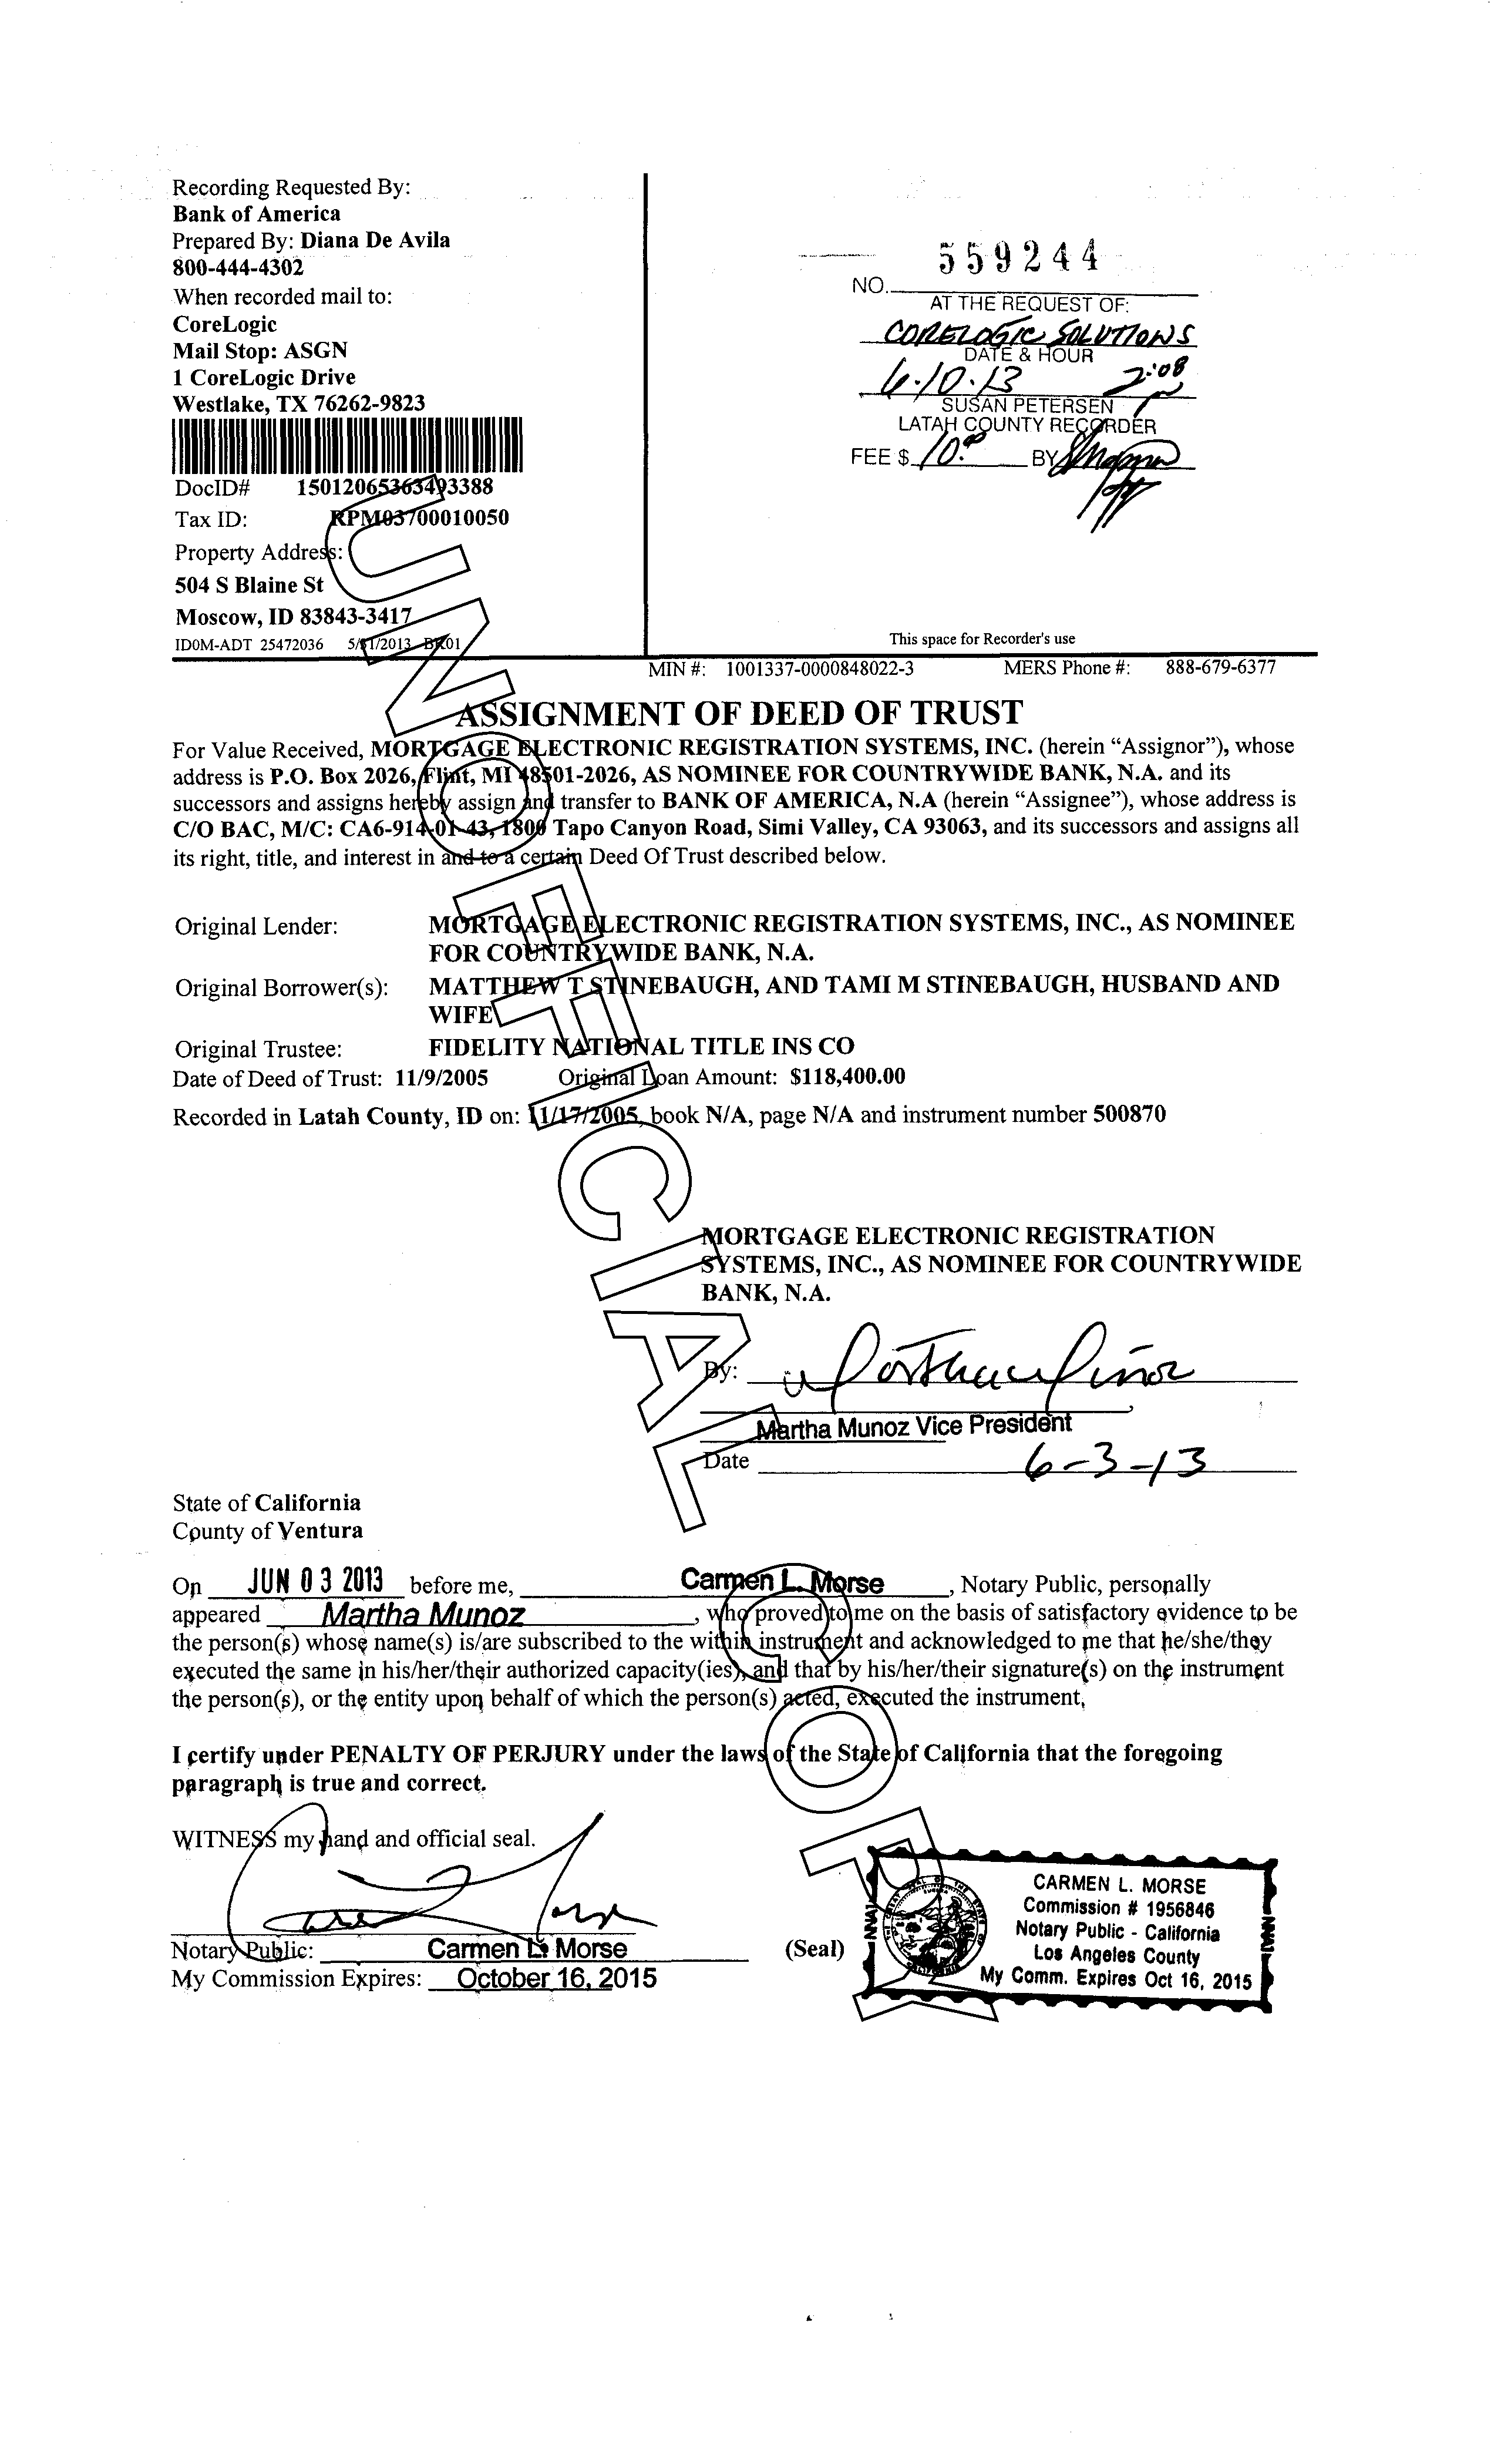 Recording Requested By:
Bank of America
Prepared By: Diana De Avila
800-444-4302
When recorded mail to:
CoreLogic
Mail Stop: ASGN
1 CoreLogic Drive
Westlake, TX 76262-9823
DocID# 15012065363493388
Tax ID: RPM03700010050
Property Address:
504 S Blaine St
Moscow, ID 83843-3417
ID0M-ADT 25472036 5/31/2013 BK01
NO. 559244
AT THE REQUEST OF:
CORELOGIC SOLUTIONS
DATE & HOUR
6.10.13 2:08
SUSAN PETERSEN
LATAH COUNTY RECORDER
FEE $ 10.00 BY
This space for Recorder's use
MIN #: 1001337-0000848022-3 MERS Phone #: 888-679-6377
ASSIGNMENT OF DEED OF TRUST
For Value Received, MORTGAGE ELECTRONIC REGISTRATION SYSTEMS, INC. (herein “Assignor”), whose
address is P.O. Box 2026, Flint, MI 48501-2026, AS NOMINEE FOR COUNTRYWIDE BANK, N.A. and its
successors and assigns hereby assign and transfer to BANK OF AMERICA, N.A (herein “Assignee”), whose address is
C/O BAC, M/C: CA6-914-01-43, 1800 Tapo Canyon Road, Simi Valley, CA 93063, and its successors and assigns all
its right, title, and interest in and to a certain Deed Of Trust described below.
Original Lender: MORTGAGE ELECTRONIC REGISTRATION SYSTEMS, INC., AS NOMINEE
FOR COUNTRYWIDE BANK, N.A.
Original Borrower(s): MATTHEW T STINEBAUGH, AND TAMI M STINEBAUGH, HUSBAND AND
WIFE
Original Trustee: FIDELITY NATIONAL TITLE INS CO
Date of Deed of Trust: 11/9/2005 Original Loan Amount: $118,400.00
Recorded in Latah County, ID on: 11/17/2005, book N/A, page N/A and instrument number 500870
MORTGAGE ELECTRONIC REGISTRATION
SYSTEMS, INC., AS NOMINEE FOR COUNTRYWIDE
BANK, N.A.
By: Martha Munoz
Martha Munoz Vice President
Date 6-3-13
State of California
County of Ventura
On JUN 03 2013 before me, Carmen L. Morse, Notary Public, personally
appeared Martha Munoz, who proved to me on the basis of satisfactory evidence to be
the person(s) whose name(s) is/are subscribed to the within instrument and acknowledged to me that he/she/they
executed the same in his/her/their authorized capacity(ies), and that by his/her/their signature(s) on the instrument
the person(s), or the entity upon behalf of which the person(s) acted, executed the instrument.
I certify under PENALTY OF PERJURY under the laws of the State of California that the foregoing
paragraph is true and correct.
WITNESS my hand and official seal.
Notary Public: Carmen L. Morse (Seal)
My Commission Expires: October 16, 2015
CARMEN L. MORSE
Commission # 1956846
Notary Public - California
Los Angeles County
My Comm. Expires Oct 16, 2015
UNOFFICIAL COPY